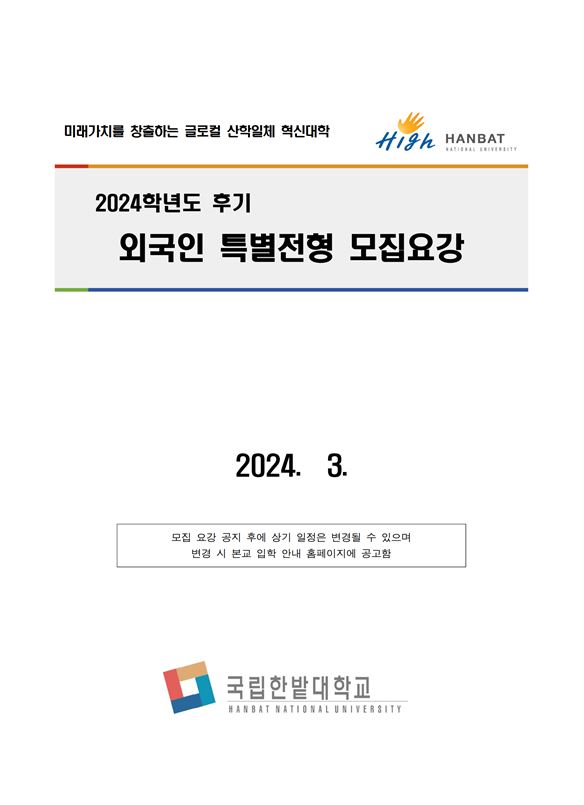 미래가치를 창출하는 글로컬 산학일체 혁신대학
High HANBAT
NATIONAL UNIVERSITY
2024학년도 후기
외국인 특별전형 모집요강
2024. 3.
모집 요강 공지 후에 상기 일정은 변경될 수 있으며
변경 시 본교 입학 안내 홈페이지에 공고함
국립한밭대학교
HANBAT NATIONAL UNIVERSITY